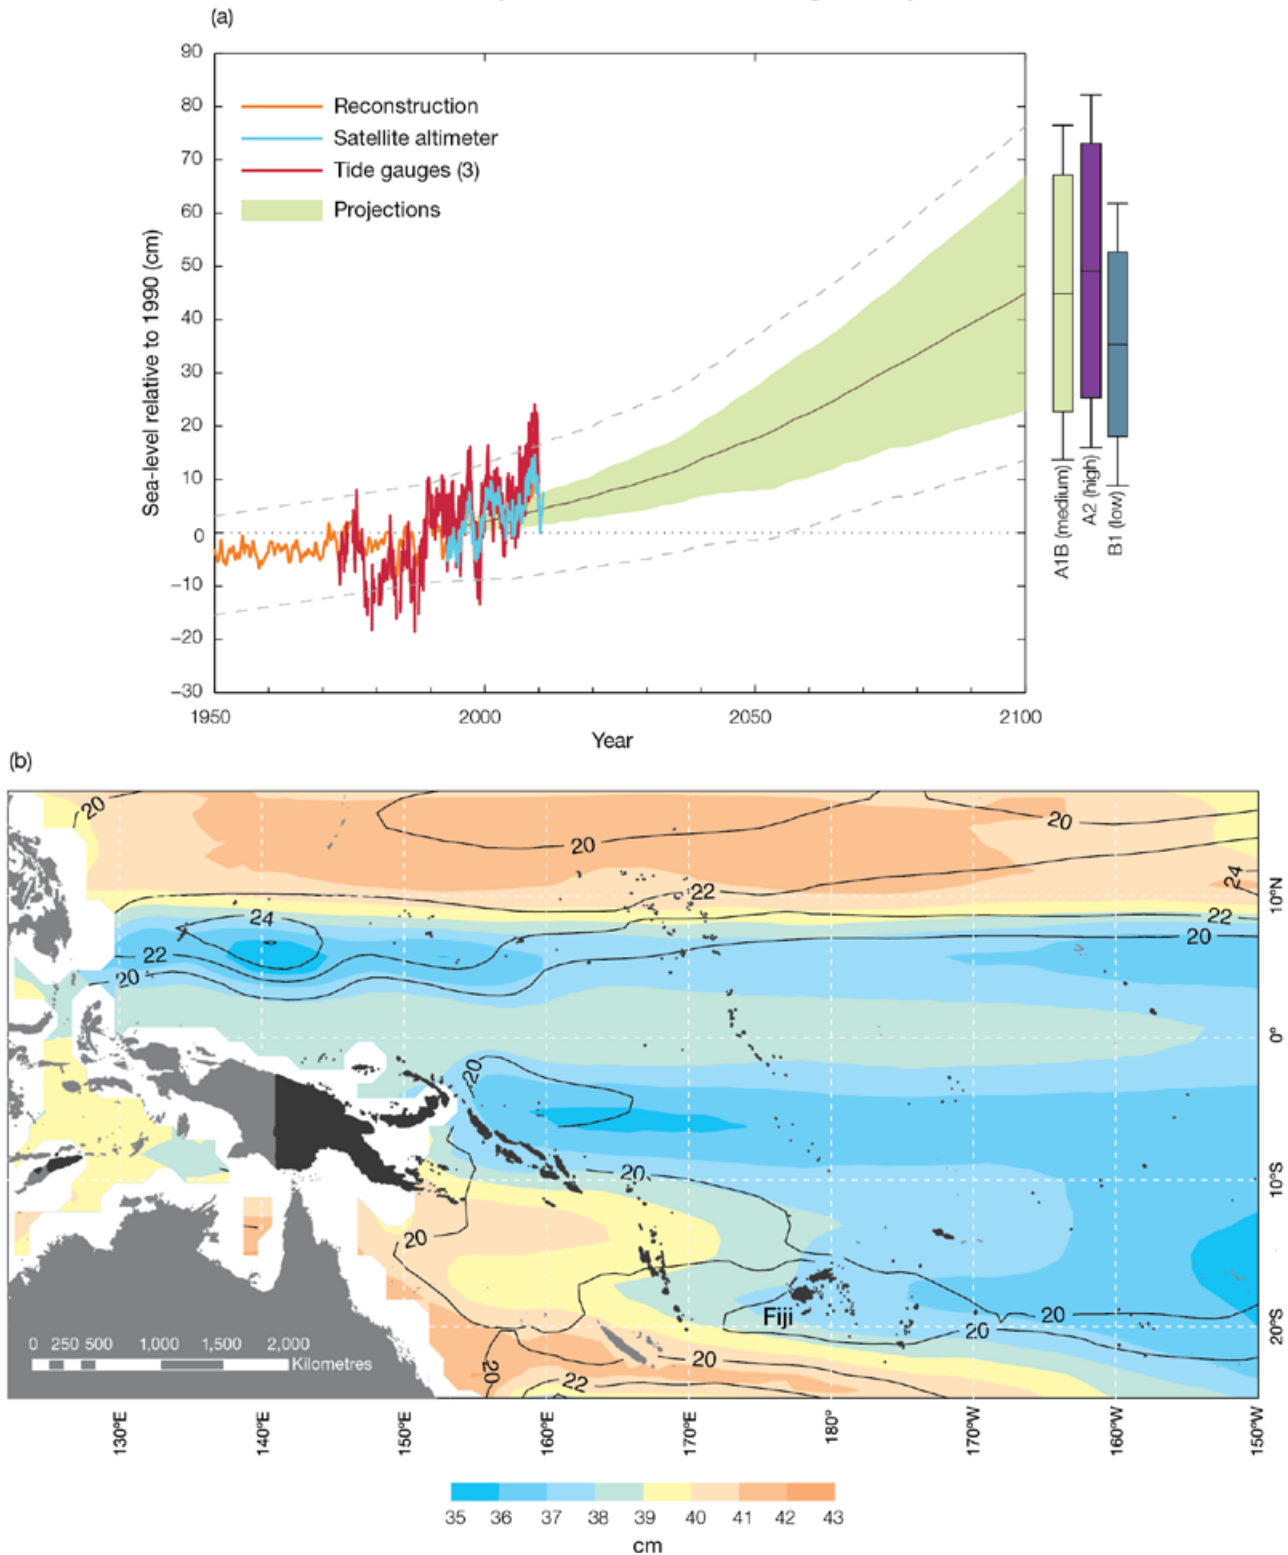 (a)
90
80
70
60
50
40
30
20
10
0
−10
−20
−30
Sea-level relative to 1990 (cm)
Reconstruction
Satellite altimeter
Tide gauges (3)
Projections
1950
2000
2050
2100
Year
A1B (medium)
A2 (high)
B1 (low)
(b)
20
20
20
24
22
24
22
22
20
20
20
20
20
20
20
20
20
22
Fiji
0 250 500 1,000 1,500 2,000
Kilometres
10°N
0°
10°S
20°S
130°E
140°E
150°E
160°E
170°E
180°
170°W
160°W
150°W
35 36 37 38 39 40 41 42 43
cm